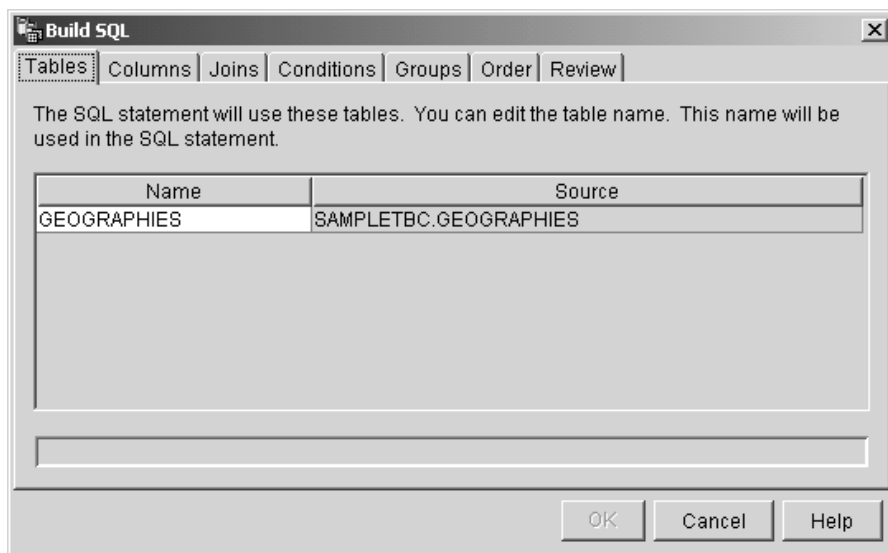 Build SQL
Tables Columns Joins Conditions Groups Order Review
The SQL statement will use these tables. You can edit the table name. This name will be
used in the SQL statement.
Name Source
GEOGRAPHIES SAMPLETBC.GEOGRAPHIES
OK Cancel Help